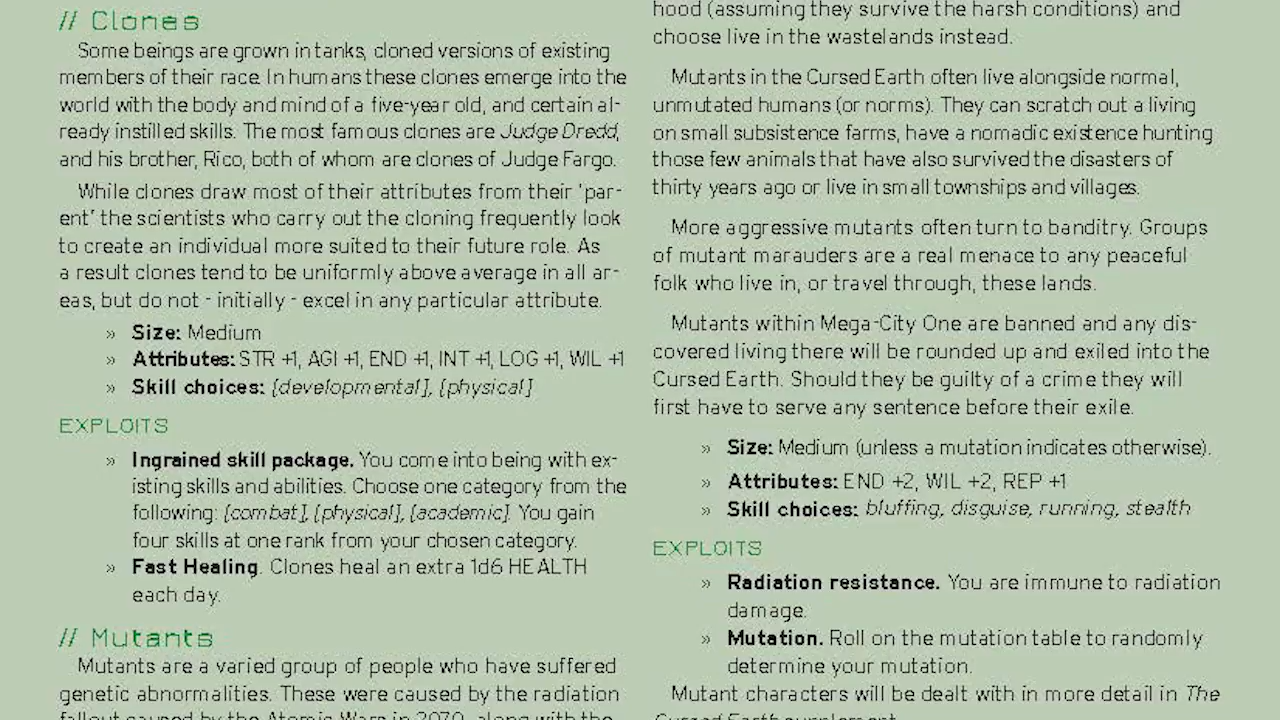 // Clones
Some beings are grown in tanks, cloned versions of existing
members of their race. In humans these clones emerge into the
world with the body and mind of a five-year old, and certain al-
ready instilled skills. The most famous clones are Judge Dredd,
and his brother, Rico, both of whom are clones of Judge Fargo.
While clones draw most of their attributes from their 'par-
ent' the scientists who carry out the cloning frequently look
to create an individual more suited to their future role. As
a result clones tend to be uniformly above average in all ar-
eas, but do not - initially - excel in any particular attribute.
» Size: Medium
» Attributes: STR +1, AGI +1, END +1, INT +1, LOG +1, WIL +1
» Skill choices: [developmental], [physical]
EXPLOITS
» Ingrained skill package. You come into being with ex-
isting skills and abilities. Choose one category from the
following: [combat], [physical], [academic]. You gain
four skills at one rank from your chosen category.
» Fast Healing. Clones heal an extra 1d6 HEALTH
each day.
// Mutants
Mutants are a varied group of people who have suffered
genetic abnormalities. These were caused by the radiation
fallout caused by the Atomic Wars in 2070, along with the
hood (assuming they survive the harsh conditions) and
choose live in the wastelands instead.
Mutants in the Cursed Earth often live alongside normal,
unmutated humans (or norms). They can scratch out a living
on small subsistence farms, have a nomadic existence hunting
those few animals that have also survived the disasters of
thirty years ago or live in small townships and villages.
More aggressive mutants often turn to banditry. Groups
of mutant marauders are a real menace to any peaceful
folk who live in, or travel through, these lands.
Mutants within Mega-City One are banned and any dis-
covered living there will be rounded up and exiled into the
Cursed Earth. Should they be guilty of a crime they will
first have to serve any sentence before their exile.
» Size: Medium (unless a mutation indicates otherwise).
» Attributes: END +2, WIL +2, REP +1
» Skill choices: bluffing, disguise, running, stealth
EXPLOITS
» Radiation resistance. You are immune to radiation
damage.
» Mutation. Roll on the mutation table to randomly
determine your mutation.
Mutant characters will be dealt with in more detail in The
Cursed Earth supplement.